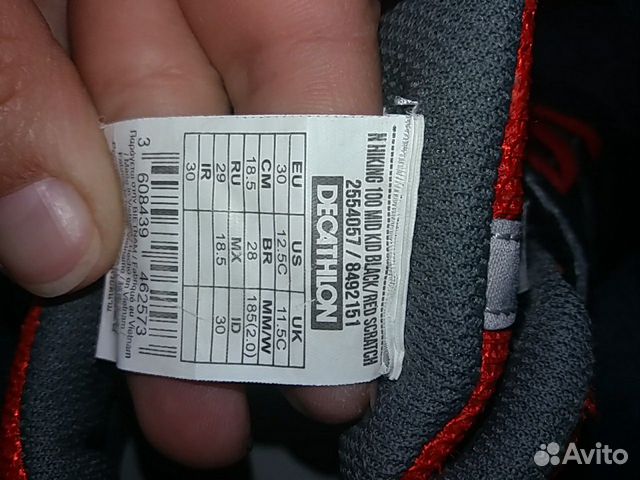 N HIKING 100 MID KID BLACK /RED SCRATCH
2554057 / 8492151
DECATHLON
EU US UK
30 12.5C 11.5C
CM BR MM/W
18.5 28 185(2.0)
RU MX ID
29 18.5 30
IR
30
3 608439 462573
Avito